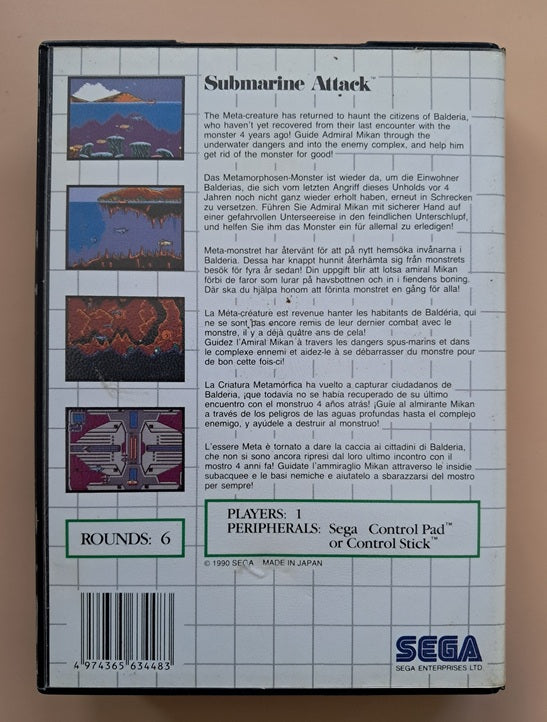 Submarine Attack™
The Meta-creature has returned to haunt the citizens of Balderia,
who haven't yet recovered from their last encounter with the
monster 4 years ago! Guide Admiral Mikan through the
underwater dangers and into the enemy complex, and help him
get rid of the monster for good!
Das Metamorphosen-Monster ist wieder da, um die Einwohner
Balderias, die sich vom letzten Angriff dieses Unholds vor 4
Jahren noch nicht ganz wieder erholt haben, erneut in Schrecken
zu versetzen. Führen Sie Admiral Mikan mit sicherer Hand auf
einer gefahrvollen Unterseereise in den feindlichen Unterschlupf,
und helfen Sie ihm das Monster ein für allemal zu erledigen!
Meta-monstret har återvänt för att på nytt hemsöka invånarna i
Balderia. Dessa har knappt hunnit återhämta sig från monstrets
besök för fyra år sedan! Din uppgift blir att lotsa amiral Mikan
förbi de faror som lurar på havsbottnen och in i fiendens boning.
Där ska du hjälpa honom att förinta monstret en gång för alla!
La Méta-créature est revenue hanter les habitants de Baldéria, qui
ne se sont pas encore remis de leur dernier combat avec le
monstre, il y a déjà quâtre ans de cela!
Guidez l'Amiral Mikan à travers les dangers spus-marins et dans
le complexe ennemi et aidez-le à se débarrasser du monstre pour
de bon cette fois-ci!
La Criatura Metamórfica ha vuelto a capturar ciudadanos de
Balderia, ¡que todavía no se había recuperado de su último
encuentro con el monstruo 4 años atrás! ¡Guíe al almirante Mikan
a través de los peligros de las aguas profundas hasta el complejo
enemigo, y ayúdele a destruir al monstruo!
L'essere Meta è tornato a dare la caccia ai cittadini di Balderia,
che non si sono ancora ripresi dal loro ultimo incontro con il
mostro 4 anni fa! Guidate l'ammiraglio Mikan attraverso le insidie
subacquee e le basi nemiche e aiutatelo a sbarazzarsi del mostro
per sempre!
ROUNDS: 6
PLAYERS: 1
PERIPHERALS: Sega Control Pad™
or Control Stick™
© 1990 SEGA MADE IN JAPAN
4 974365 634483
SEGA
SEGA ENTERPRISES LTD.